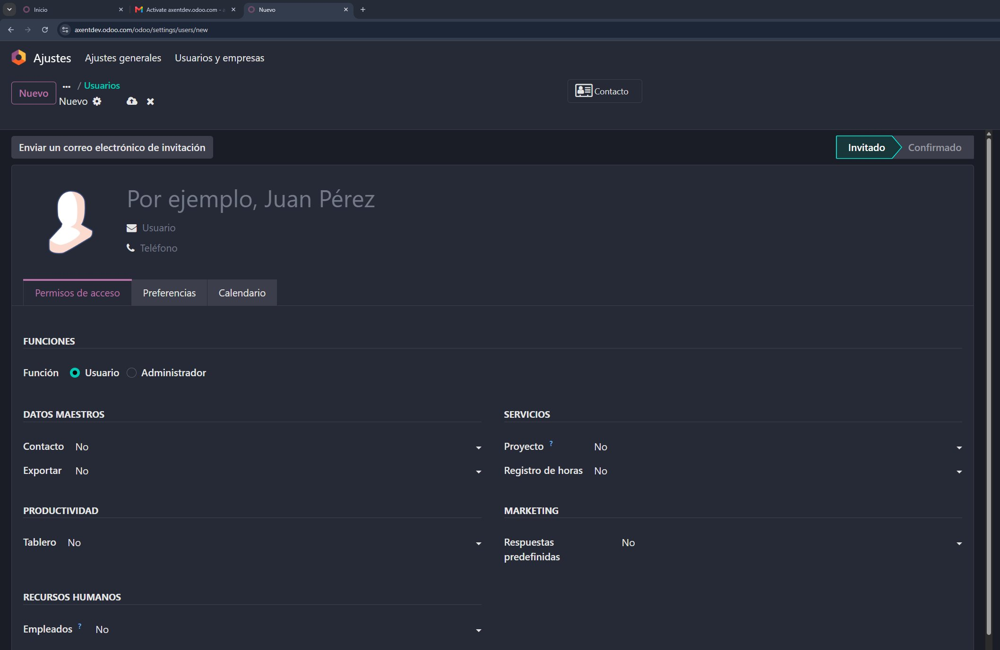 Inicio
Activate axentdev.odoo.com -
Nuevo
axentdev.odoo.com/odoo/settings/users/new
Ajustes
Ajustes generales
Usuarios y empresas
Nuevo
... / Usuarios
Nuevo
Contacto
Enviar un correo electrónico de invitación
Invitado
Confirmado
Por ejemplo, Juan Pérez
Usuario
Teléfono
Permisos de acceso
Preferencias
Calendario
FUNCIONES
Función Usuario Administrador
DATOS MAESTROS
Contacto No
Exportar No
SERVICIOS
Proyecto ? No
Registro de horas No
PRODUCTIVIDAD
Tablero No
MARKETING
Respuestas No
predefinidas
RECURSOS HUMANOS
Empleados ? No